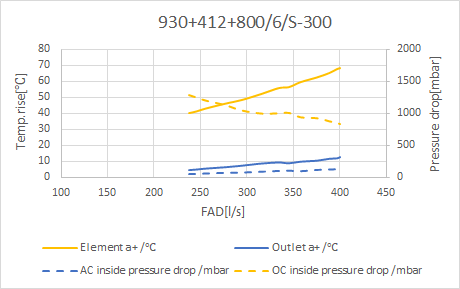 930+412+800/6/S-300
Temp.rise[°C]
80
70
60
50
40
30
20
10
0
2000
1500
1000
500
0
Pressure drop[mbar]
100 150 200 250 300 350 400 450
FAD[l/s]
Element a+ /°C Outlet a+ /°C
AC inside pressure drop /mbar OC inside pressure drop /mbar